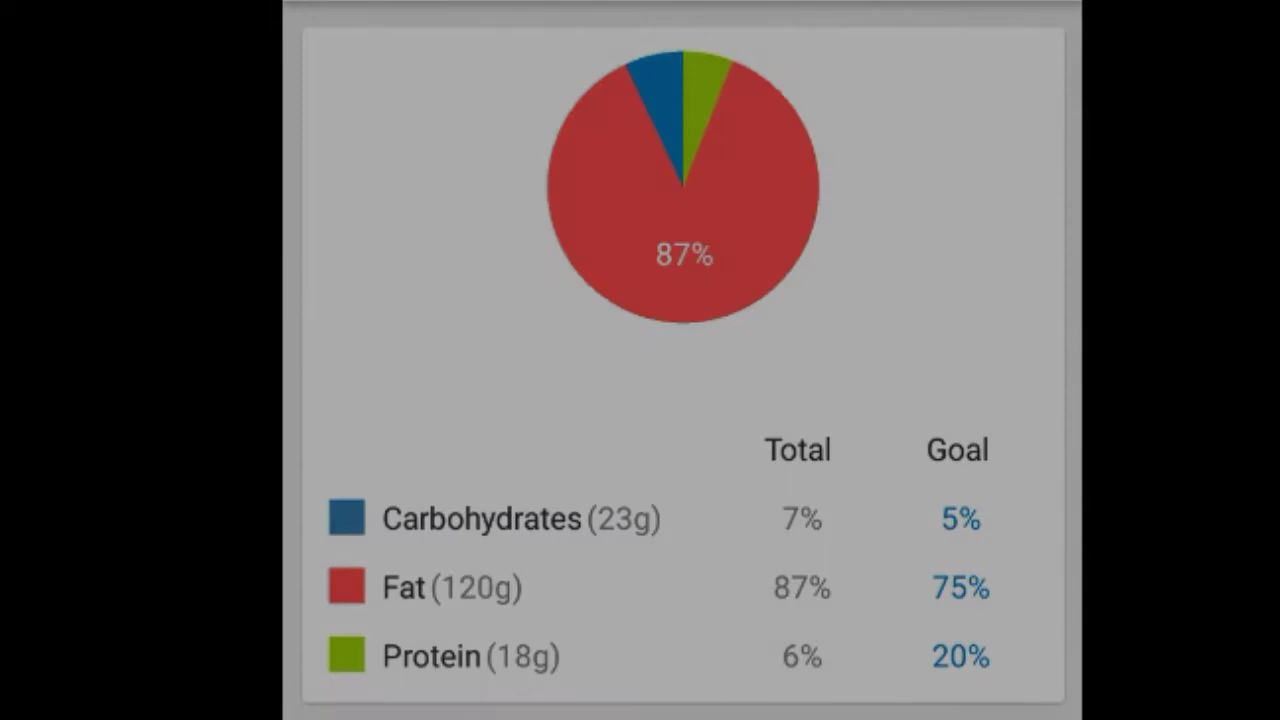 87%
Total Goal
Carbohydrates (23g) 7% 5%
Fat (120g) 87% 75%
Protein (18g) 6% 20%